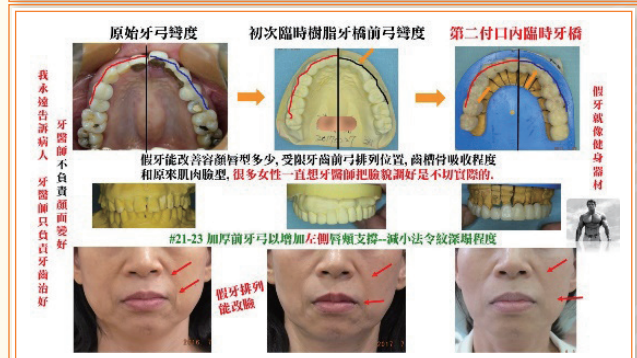 原始牙弓彎度
初次臨時樹脂牙橋前弓彎度
第二付口內臨時牙橋
我永遠告訴病人 牙醫師只負責牙齒治好
牙醫師不負責顏面變好
假牙就像健身器材
假牙能改善容顏唇型多少, 受限牙齒前弓排列位置, 齒槽骨吸收程度
和原來肌肉臉型, 很多女性一直想牙醫師把臉貌調好是不切實際的.
#21-23 加厚前牙弓以增加左側唇頰支撐--減小法令紋深塌程度
假牙排列
能改臉